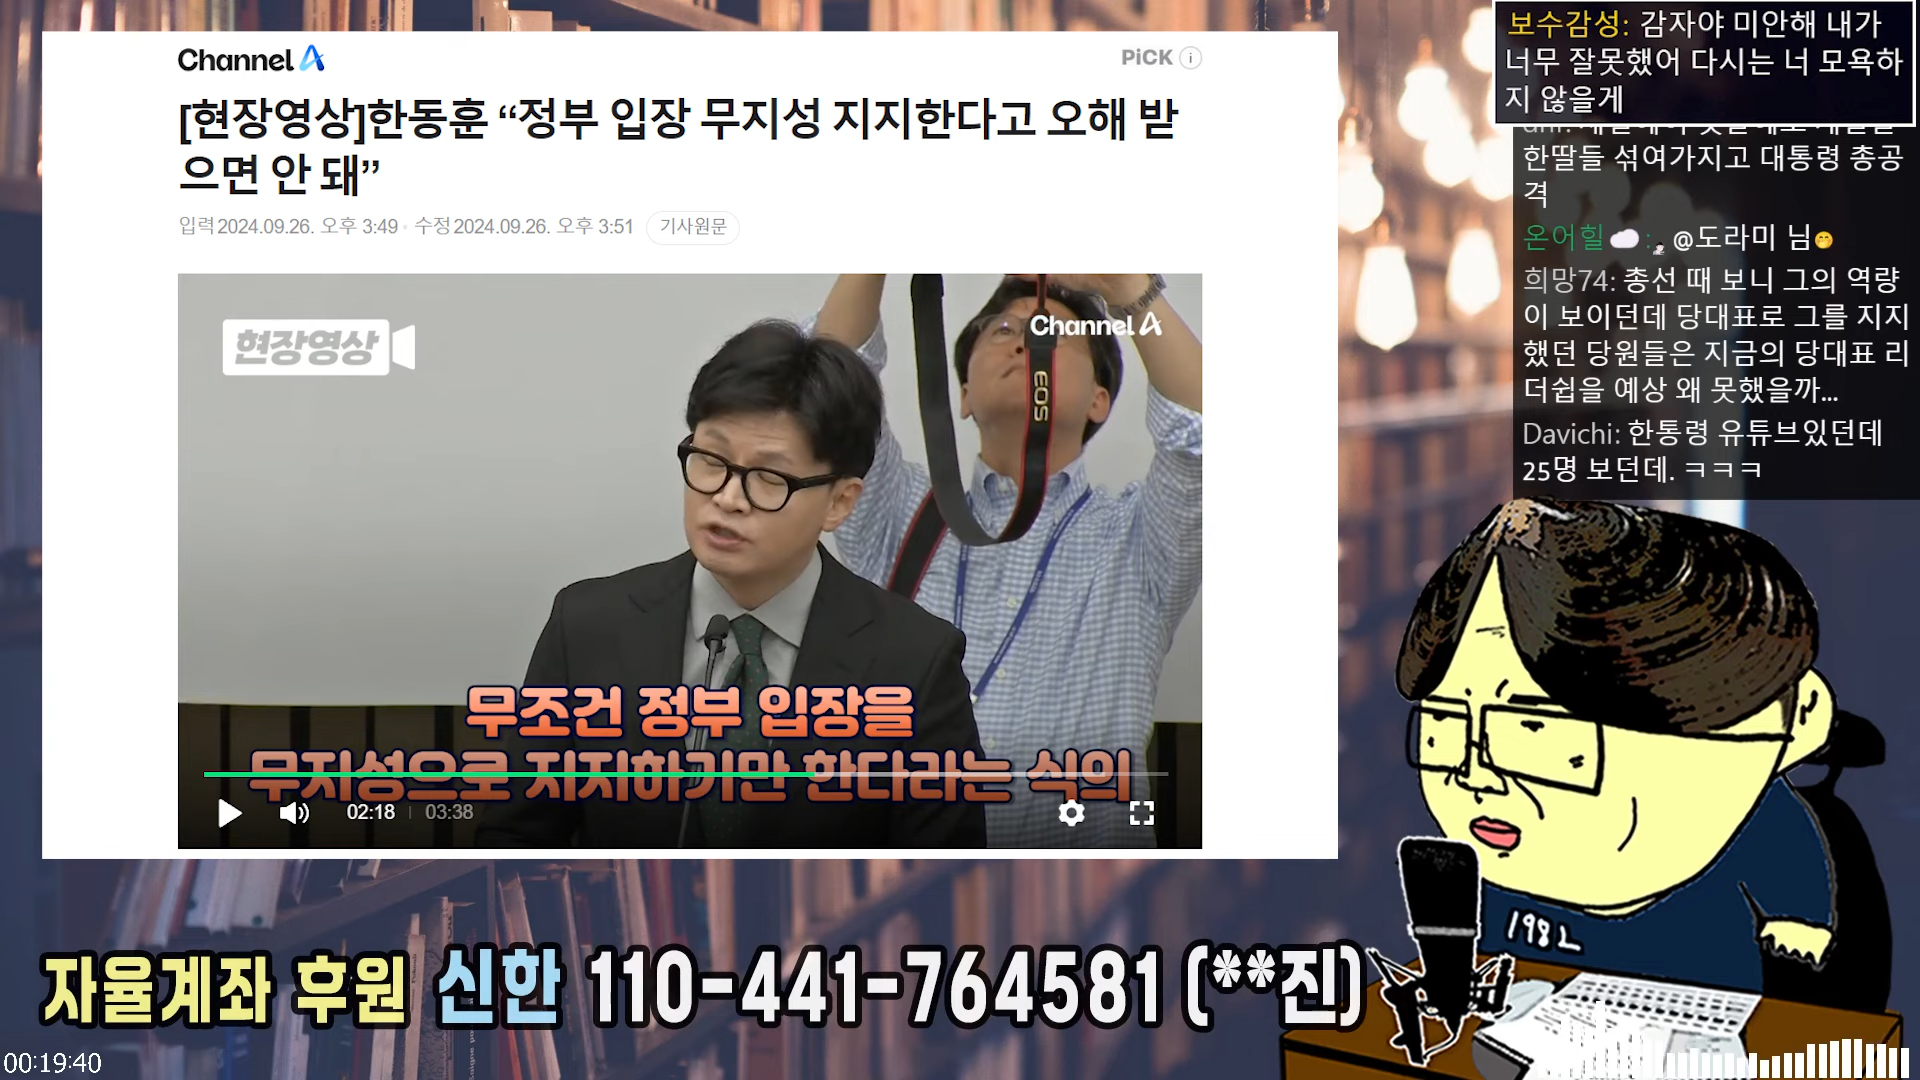 Channel A
PiCK i
[현장영상]한동훈 “정부 입장 무지성 지지한다고 오해 받
으면 안 돼”
입력 2024.09.26. 오후 3:49 · 수정 2024.09.26. 오후 3:51 기사원문
현장영상
Channel A
EOS
무조건 정부 입장을
무지성으로 지지하기만 한다라는 식의
02:18 | 03:38
보수감성: 감자야 미안해 내가
너무 잘못했어 다시는 너 모욕하
지 않을게
한딸들 섞여가지고 대통령 총공
격
온어힐 : @도라미 님
희망74: 총선 때 보니 그의 역량
이 보이던데 당대표로 그를 지지
했던 당원들은 지금의 당대표 리
더쉽을 예상 왜 못했을까...
Davichi: 한통령 유튜브있던데
25명 보던데. ㅋㅋㅋ
1982
자율계좌 후원 신한 110-441-764581 (**진)
00:19:40